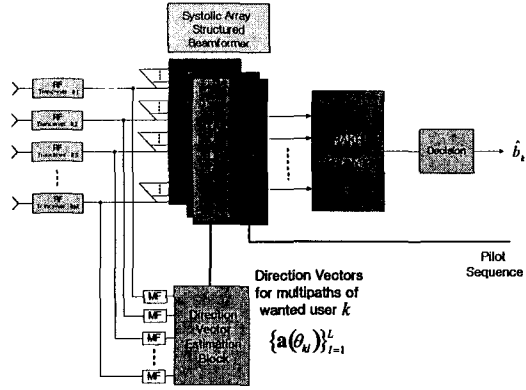 Systolic Array
Structured
Beamformer
RF
RF
RF
RF
Decision
b̂ₖ
Pilot
Sequence
MF
MF
MF
MF
Direction
Vector
Estimation
Block
Direction Vectors
for multipaths of
wanted user k
{a(θₖₗ)}ᴸₗ₌₁